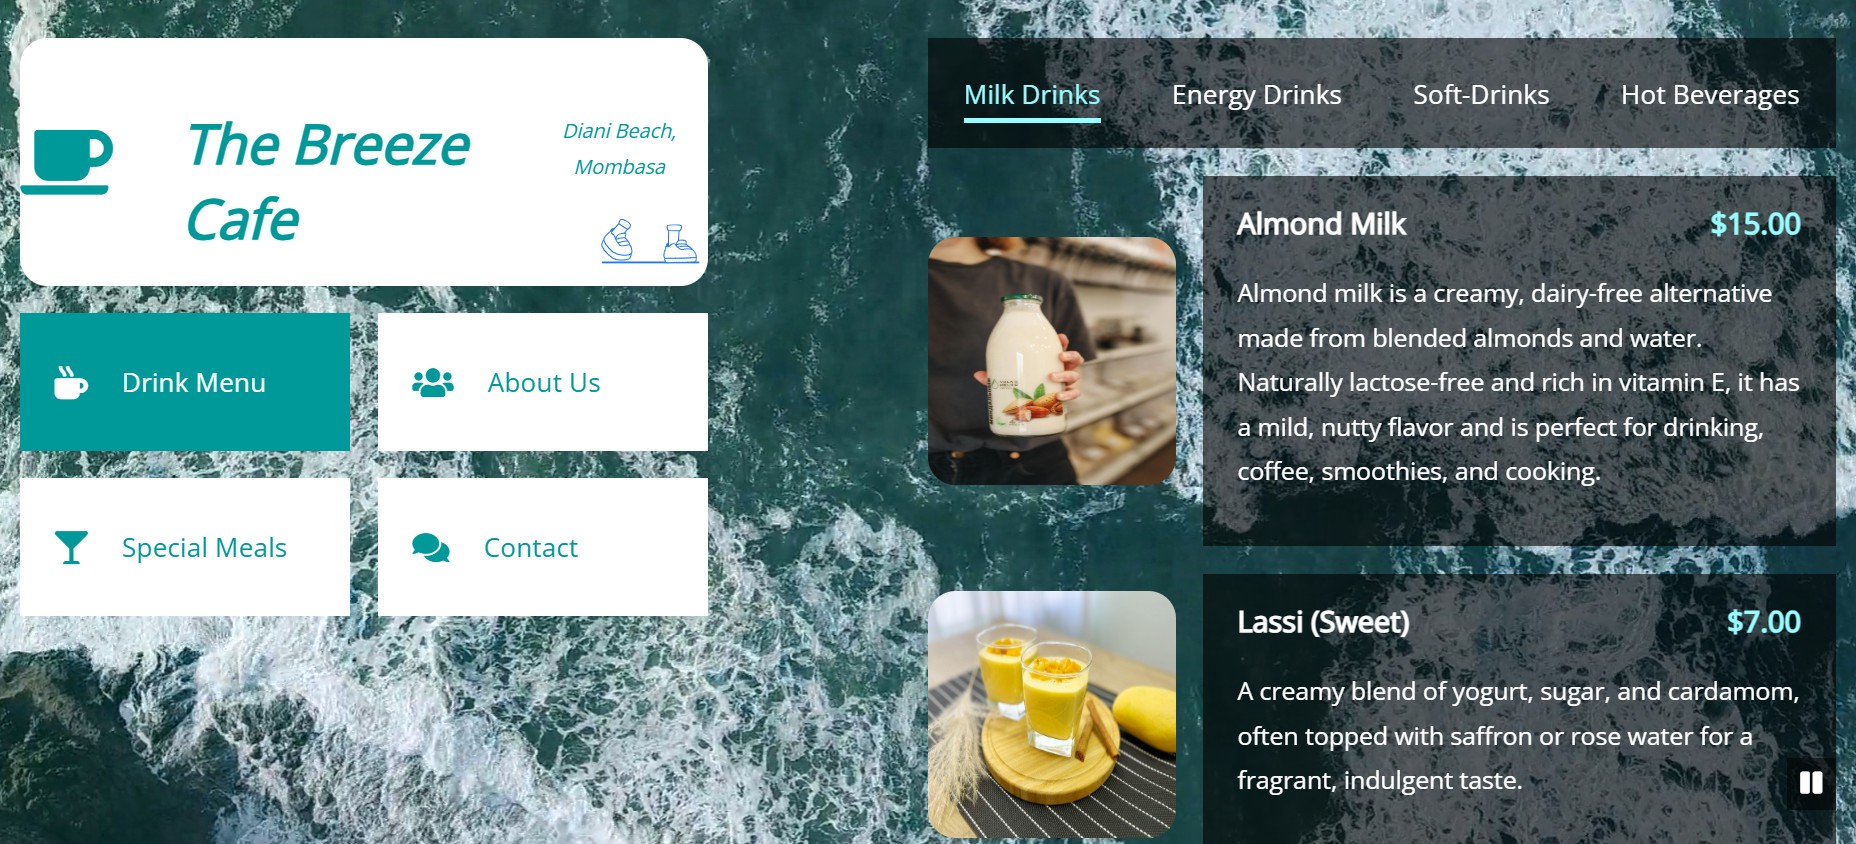 The Breeze
Cafe
Diani Beach,
Mombasa
Drink Menu
About Us
Special Meals
Contact
Milk Drinks
Energy Drinks
Soft-Drinks
Hot Beverages
Almond Milk
$15.00
Almond milk is a creamy, dairy-free alternative
made from blended almonds and water.
Naturally lactose-free and rich in vitamin E, it has
a mild, nutty flavor and is perfect for drinking,
coffee, smoothies, and cooking.
Lassi (Sweet)
$7.00
A creamy blend of yogurt, sugar, and cardamom,
often topped with saffron or rose water for a
fragrant, indulgent taste.